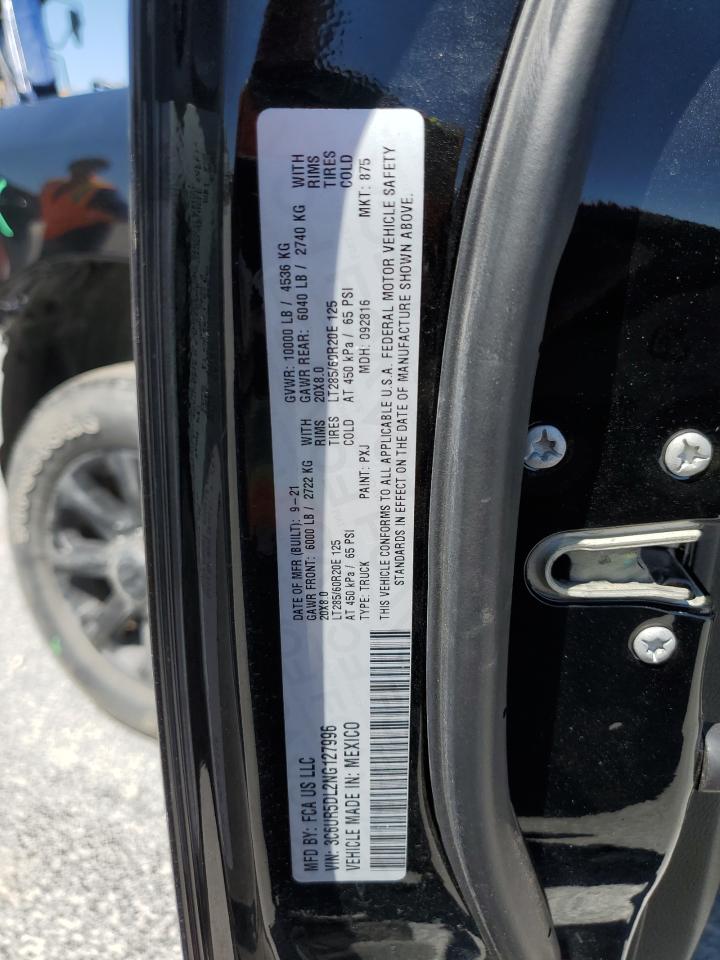 MFD BY: FCA US LLC
VIN: 3C6UR5DL2NG127996
VEHICLE MADE IN: MEXICO
DATE OF MFR (BUILT): 9-21 GVWR: 10000 LB / 4536 KG
GAWR FRONT: 6000 LB / 2722 KG WITH GAWR REAR: 6040 LB / 2740 KG WITH
20X8.0 RIMS 20X8.0 RIMS
LT285/60R20E 125 TIRES LT285/60R20E 125 TIRES
AT 450 kPa / 65 PSI COLD AT 450 kPa / 65 PSI COLD
TYPE: TRUCK PAINT: PXJ MDH: 092816 MKT: 875
THIS VEHICLE CONFORMS TO ALL APPLICABLE U.S.A. FEDERAL MOTOR VEHICLE SAFETY
STANDARDS IN EFFECT ON THE DATE OF MANUFACTURE SHOWN ABOVE.